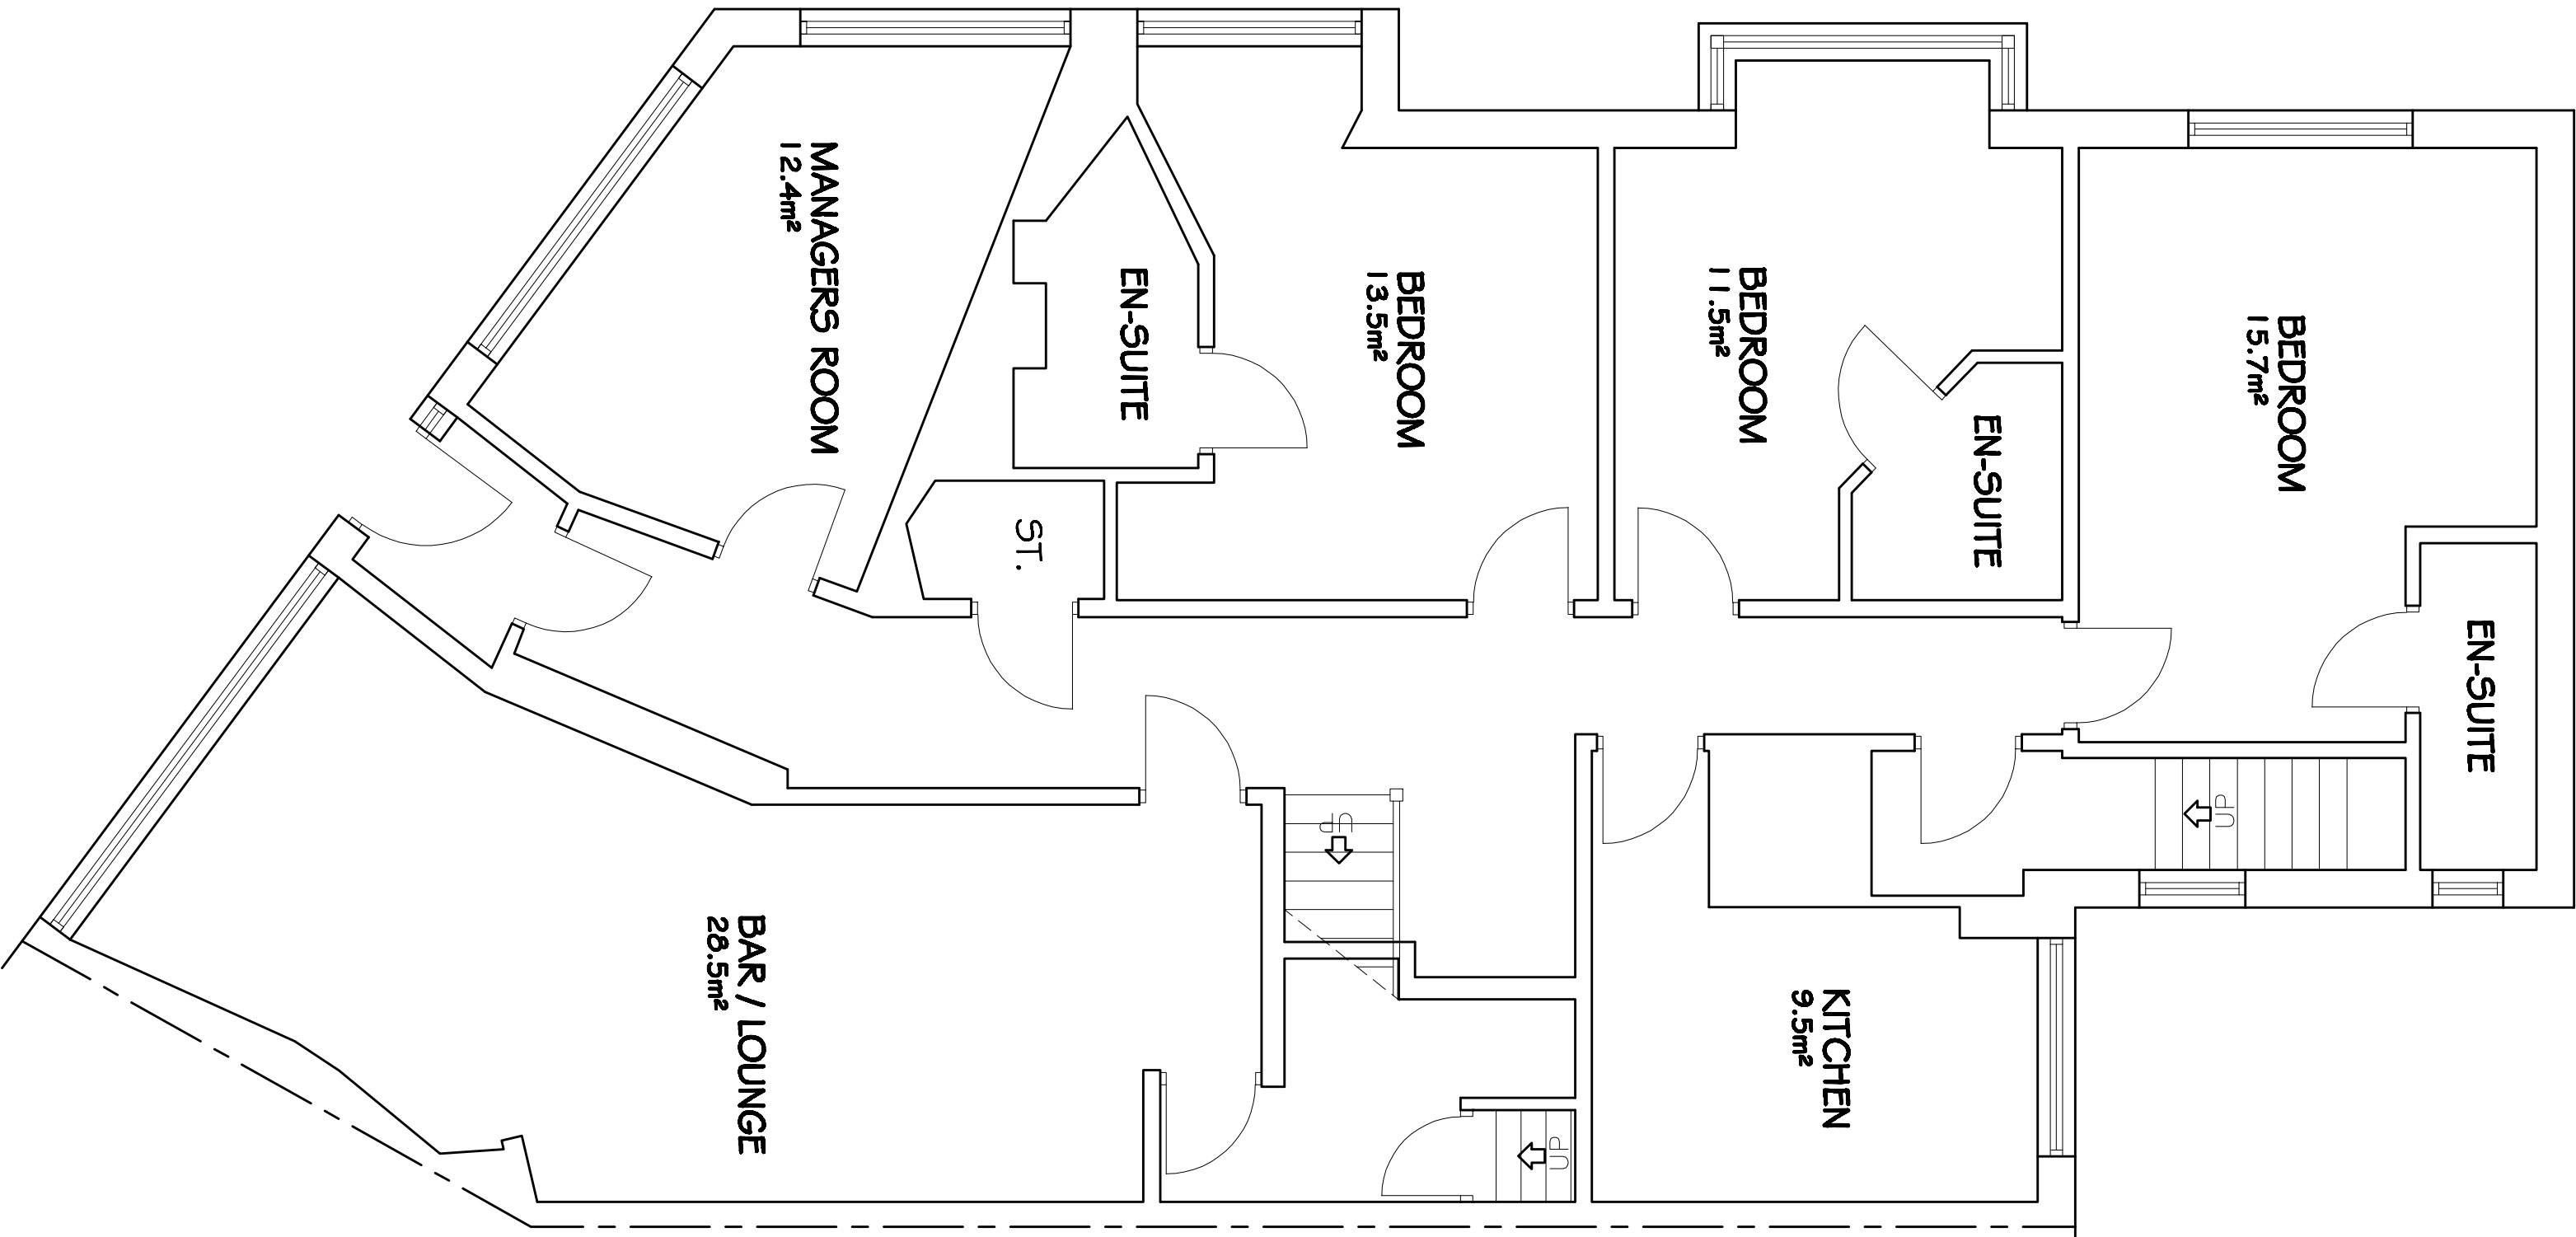 MANAGERS ROOM
12.4m²
EN-SUITE
BEDROOM
13.5m²
BEDROOM
11.5m²
EN-SUITE
BEDROOM
15.7m²
EN-SUITE
ST.
UP
UP
BAR / LOUNGE
28.5m²
KITCHEN
9.5m²
UP